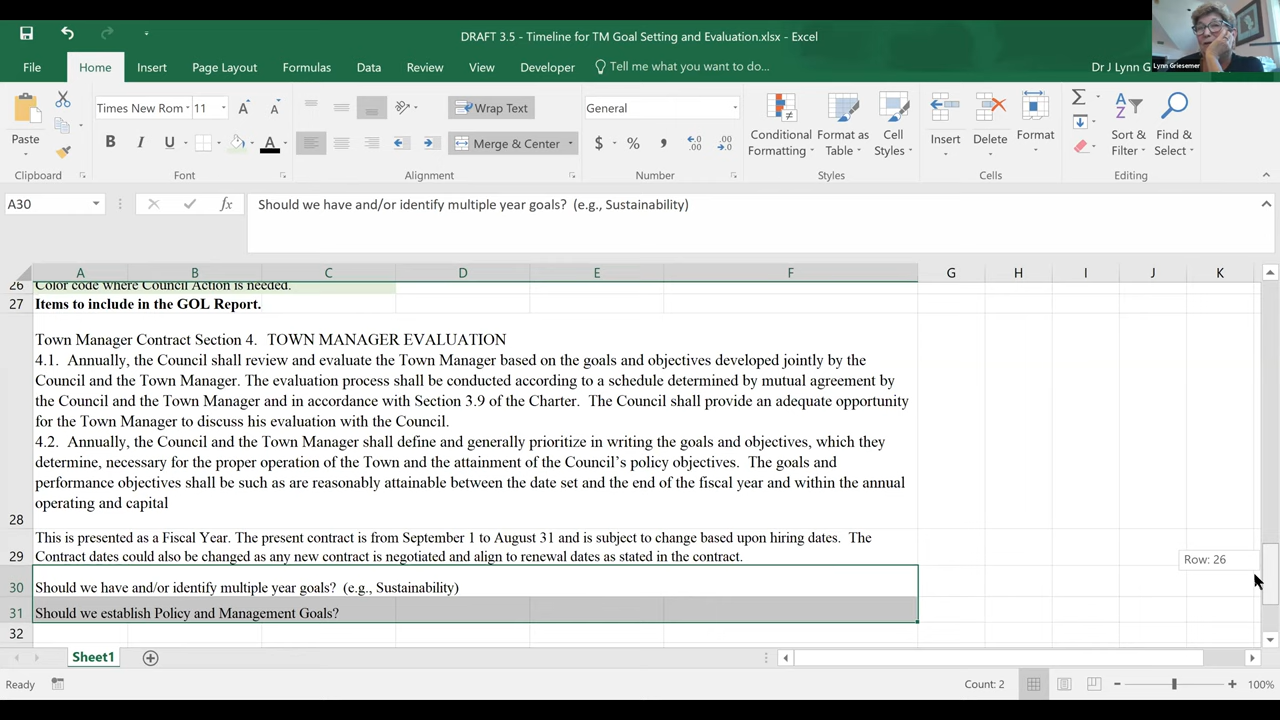 DRAFT 3.5 - Timeline for TM Goal Setting and Evaluation.xlsx - Excel
Lynn Griesemer
File Home Insert Page Layout Formulas Data Review View Developer Tell me what you want to do... Dr J Lynn G
Times New Rom 11 Wrap Text General
Paste B I U Merge & Center $ % , Conditional Formatting Format as Table Cell Styles Insert Delete Format Sort & Filter Find & Select
Clipboard Font Alignment Number Styles Cells Editing
A30 fx Should we have and/or identify multiple year goals? (e.g., Sustainability)
A B C D E F G H I J K
26 Color code where Council Action is needed.
27 Items to include in the GOL Report.
Town Manager Contract Section 4. TOWN MANAGER EVALUATION
4.1. Annually, the Council shall review and evaluate the Town Manager based on the goals and objectives developed jointly by the
Council and the Town Manager. The evaluation process shall be conducted according to a schedule determined by mutual agreement by
the Council and the Town Manager and in accordance with Section 3.9 of the Charter. The Council shall provide an adequate opportunity
for the Town Manager to discuss his evaluation with the Council.
4.2. Annually, the Council and the Town Manager shall define and generally prioritize in writing the goals and objectives, which they
determine, necessary for the proper operation of the Town and the attainment of the Council's policy objectives. The goals and
performance objectives shall be such as are reasonably attainable between the date set and the end of the fiscal year and within the annual
operating and capital
28
This is presented as a Fiscal Year. The present contract is from September 1 to August 31 and is subject to change based upon hiring dates. The
29 Contract dates could also be changed as any new contract is negotiated and align to renewal dates as stated in the contract.
Row: 26
30 Should we have and/or identify multiple year goals? (e.g., Sustainability)
31 Should we establish Policy and Management Goals?
32
Sheet1
Ready Count: 2 100%